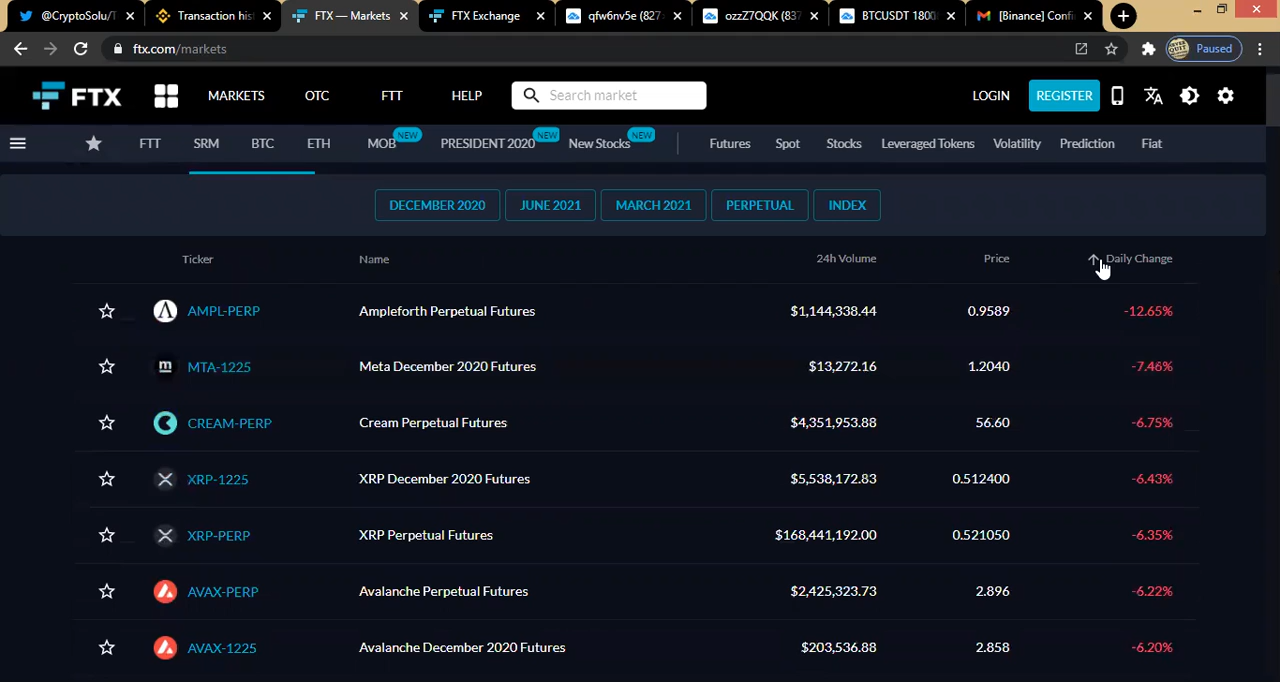 @CryptoSolu/T
Transaction his
FTX — Markets
FTX Exchange
qfw6nv5e (827
ozzZ7QQK (837
BTCUSDT 1800
[Binance] Confi
ftx.com/markets
Paused
FTX
MARKETS
OTC
FTT
HELP
Search market
LOGIN
REGISTER
FTT
SRM
BTC
ETH
MOB NEW
PRESIDENT 2020 NEW
New Stocks NEW
Futures
Spot
Stocks
Leveraged Tokens
Volatility
Prediction
Fiat
DECEMBER 2020
JUNE 2021
MARCH 2021
PERPETUAL
INDEX
Ticker Name 24h Volume Price ↑ Daily Change
AMPL-PERP Ampleforth Perpetual Futures $1,144,338.44 0.9589 -12.65%
MTA-1225 Meta December 2020 Futures $13,272.16 1.2040 -7.46%
CREAM-PERP Cream Perpetual Futures $4,351,953.88 56.60 -6.75%
XRP-1225 XRP December 2020 Futures $5,538,172.83 0.512400 -6.43%
XRP-PERP XRP Perpetual Futures $168,441,192.00 0.521050 -6.35%
AVAX-PERP Avalanche Perpetual Futures $2,425,323.73 2.896 -6.22%
AVAX-1225 Avalanche December 2020 Futures $203,536.88 2.858 -6.20%